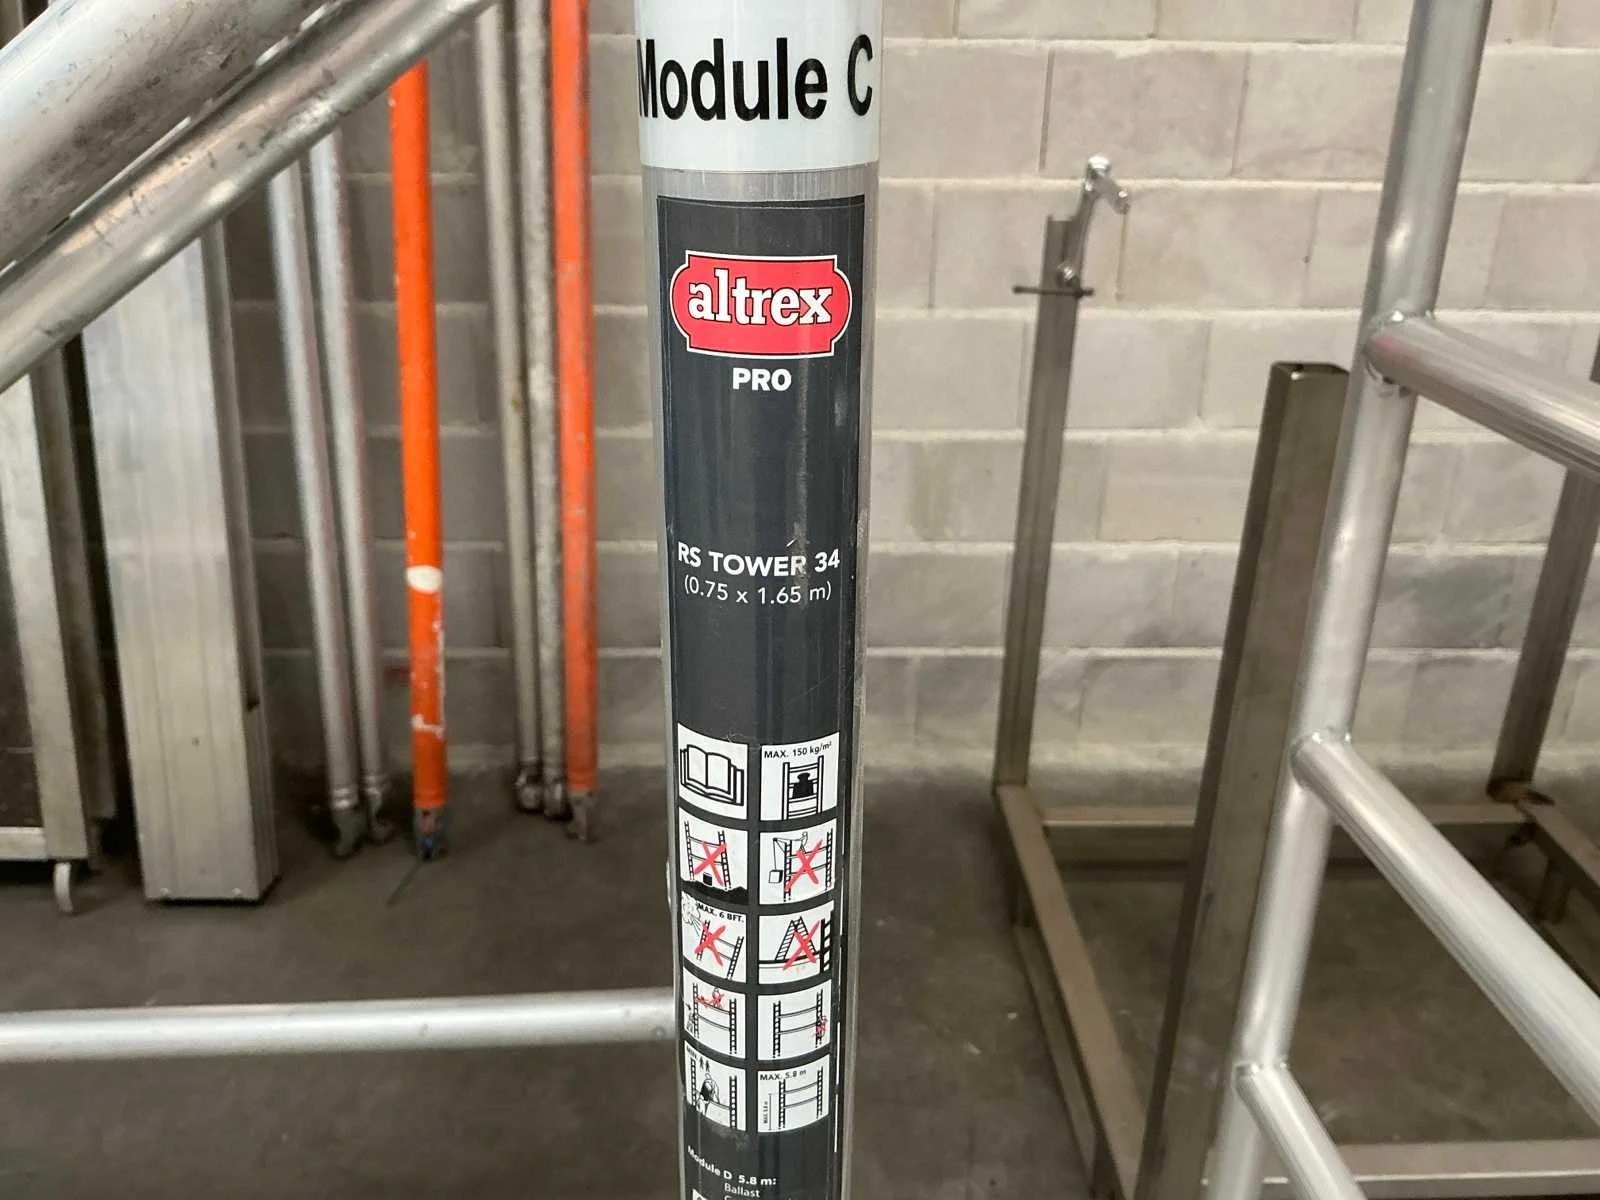 Module C
altrex
PRO
RS TOWER 34
(0.75 x 1.65 m)
MAX. 150 kg/m²
MAX. 6 BFT.
MIN.
MAX. 5.8 m
Module D 5.8 m:
Ballast